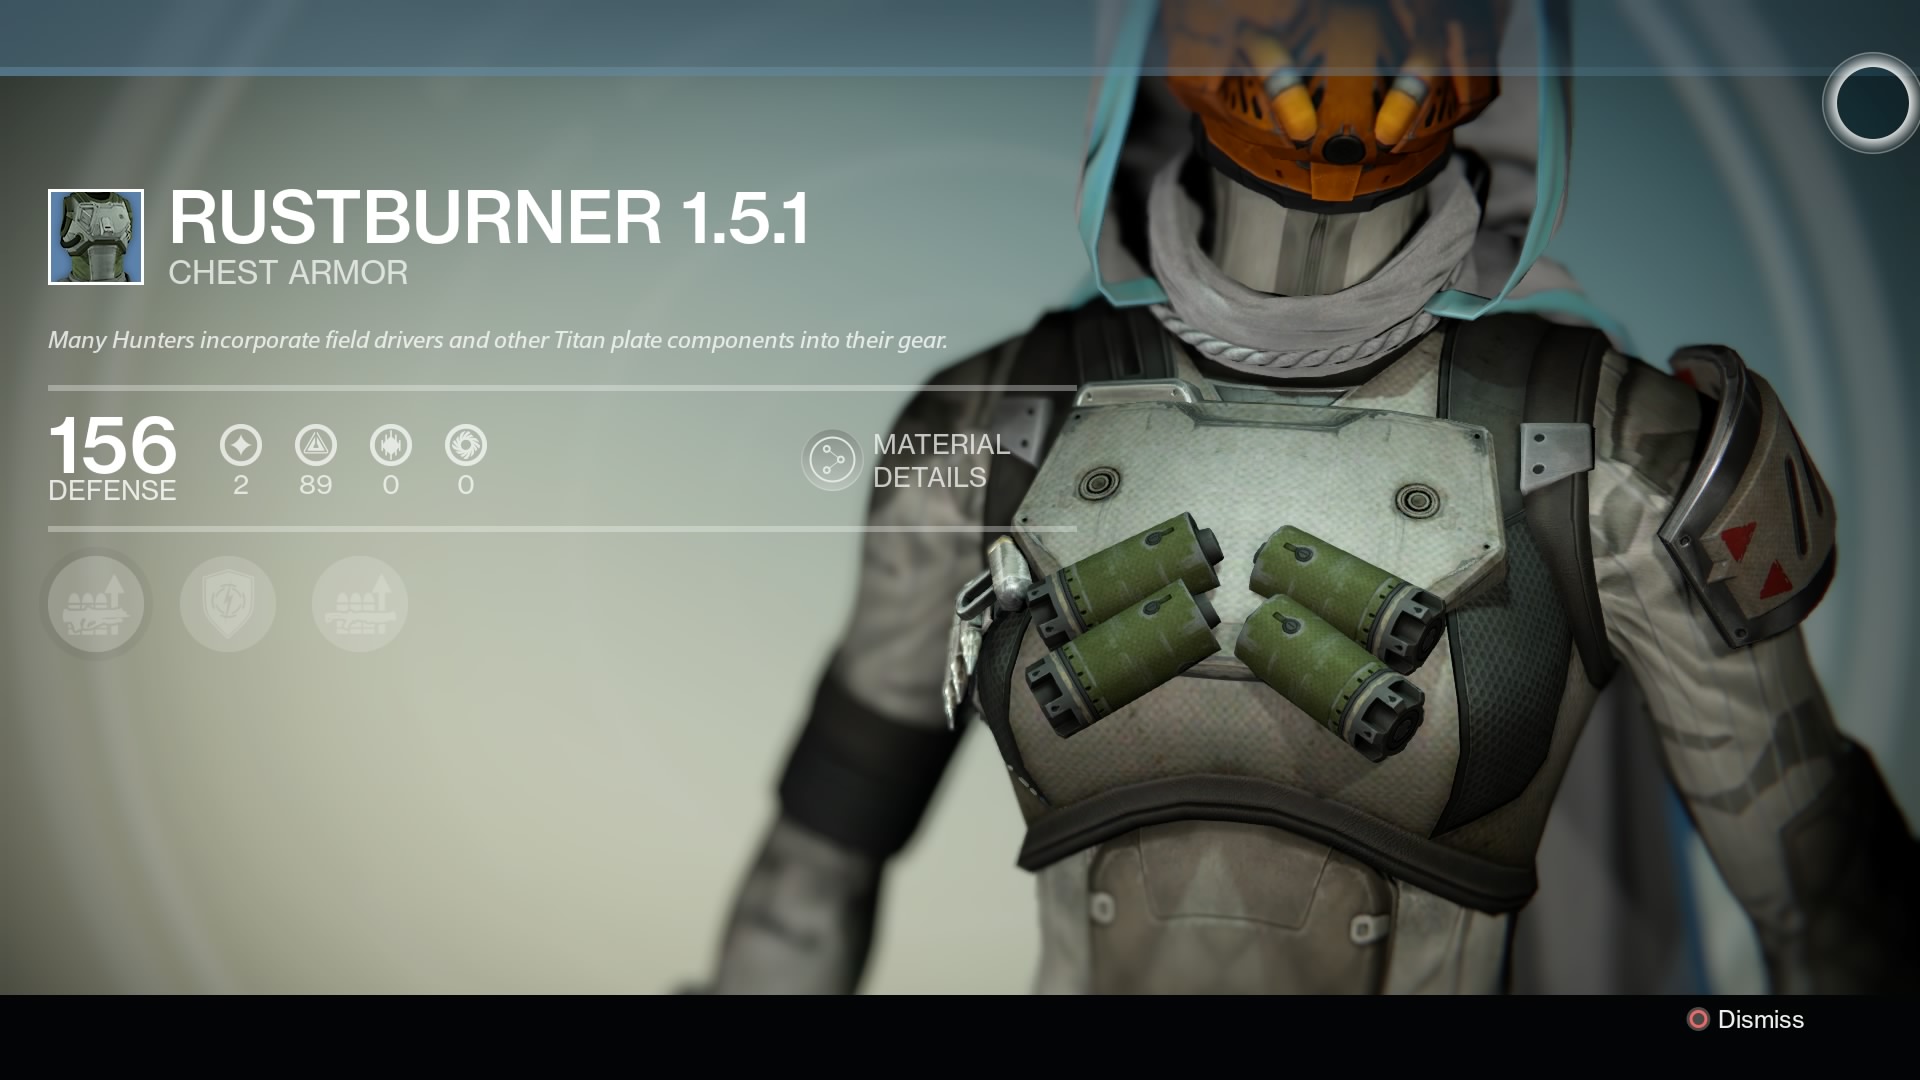 RUSTBURNER 1.5.1
CHEST ARMOR
Many Hunters incorporate field drivers and other Titan plate components into their gear.
156
DEFENSE
2 89 0 0
MATERIAL
DETAILS
Dismiss